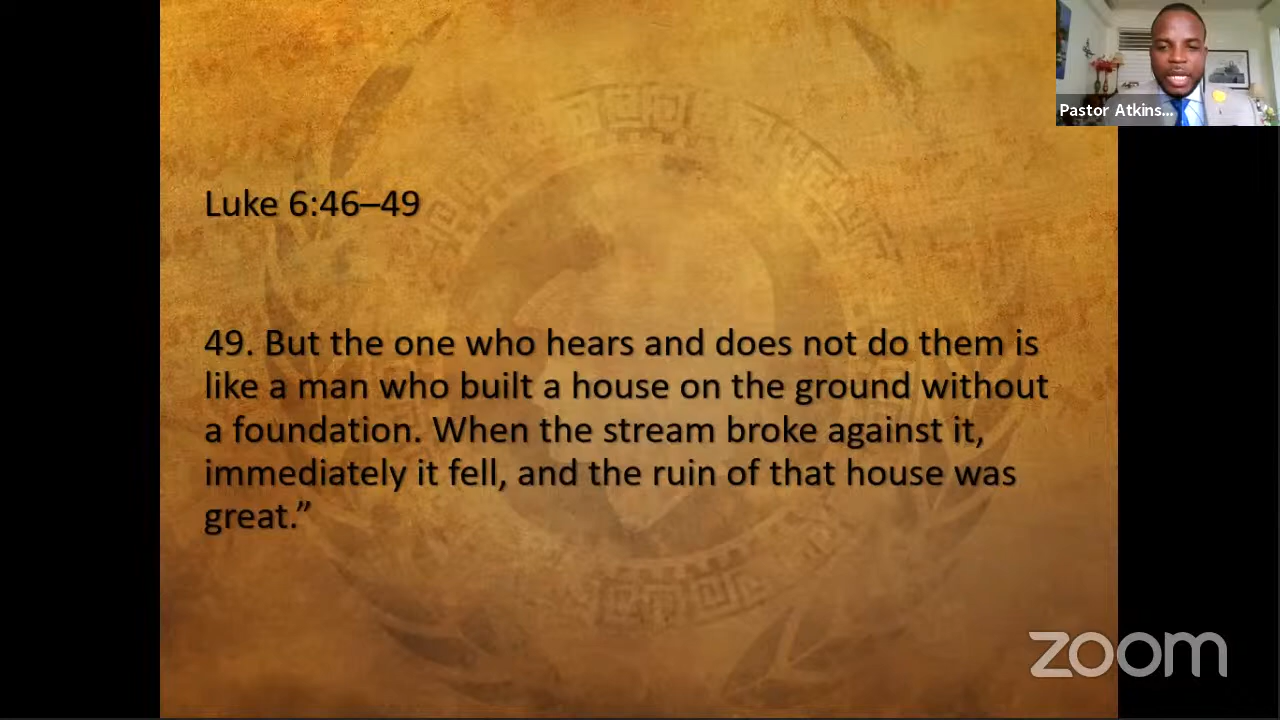 Pastor Atkins...
Luke 6:46–49
49. But the one who hears and does not do them is
like a man who built a house on the ground without
a foundation. When the stream broke against it,
immediately it fell, and the ruin of that house was
great.”
zoom